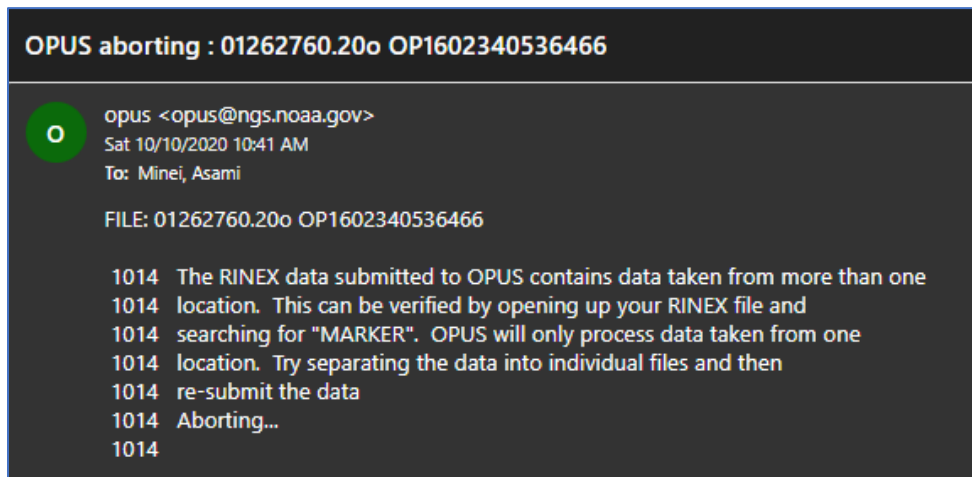 OPUS aborting : 01262760.20o OP1602340536466
O
opus <opus@ngs.noaa.gov>
Sat 10/10/2020 10:41 AM
To: Minei, Asami
FILE: 01262760.20o OP1602340536466
1014 The RINEX data submitted to OPUS contains data taken from more than one
1014 location. This can be verified by opening up your RINEX file and
1014 searching for "MARKER". OPUS will only process data taken from one
1014 location. Try separating the data into individual files and then
1014 re-submit the data
1014 Aborting...
1014